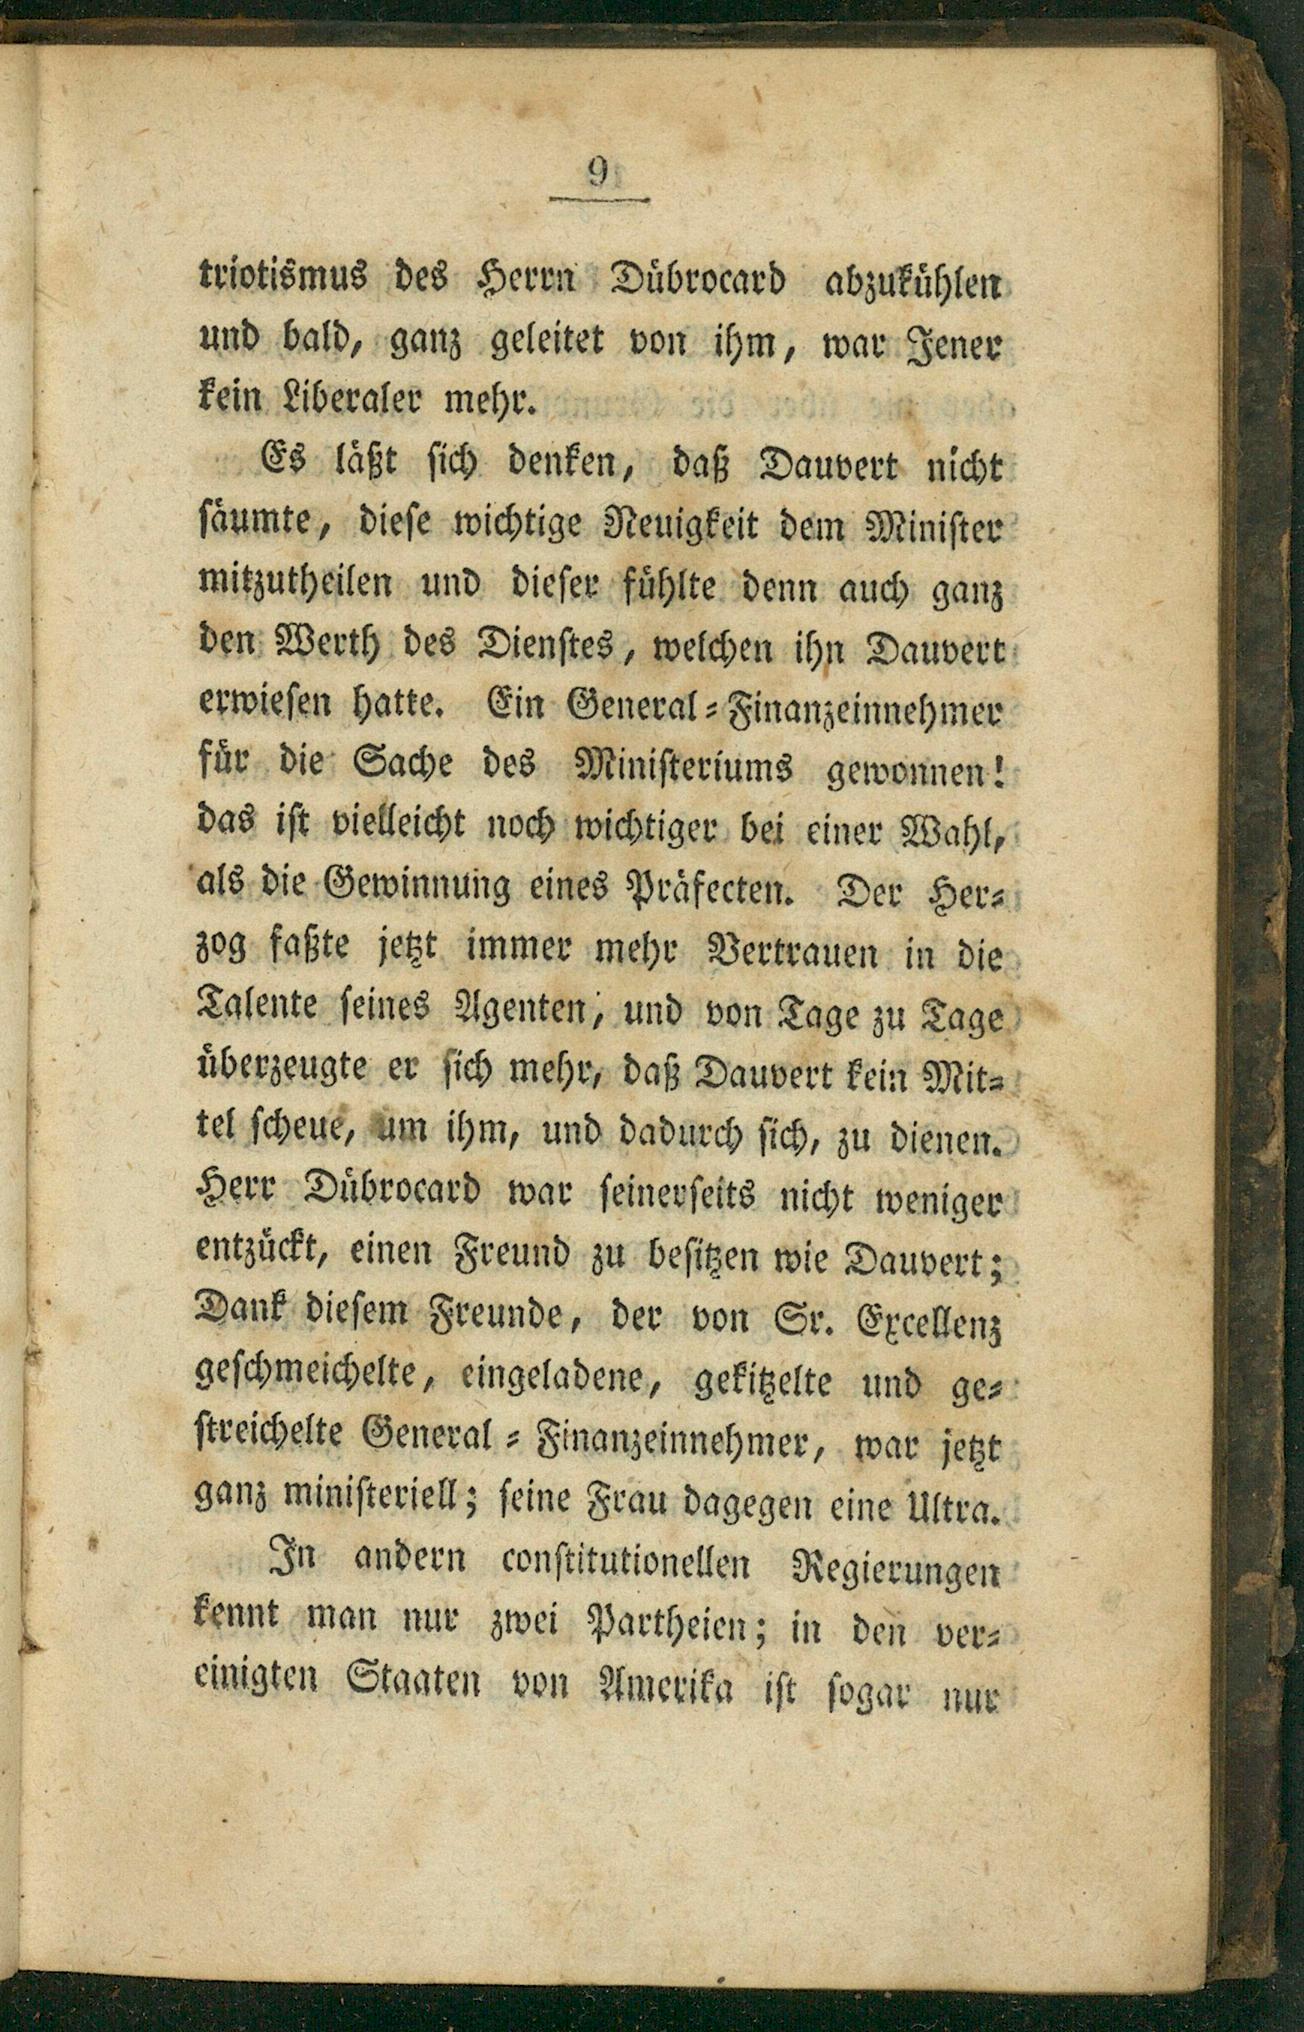 9
triotismus des Herrn Dübrocard abzukühlen
und bald, ganz geleitet von ihm, war Jener
kein Liberaler mehr.
Es läßt sich denken, daß Dauvert nicht
säumte, diese wichtige Neuigkeit dem Minister
mitzutheilen und dieser fühlte denn auch ganz
den Werth des Dienstes, welchen ihn Dauvert
erwiesen hatte. Ein General-Finanzeinnehmer
für die Sache des Ministeriums gewonnen!
das ist vielleicht noch wichtiger bei einer Wahl,
als die Gewinnung eines Präfecten. Der Her-
zog faßte jetzt immer mehr Vertrauen in die
Talente seines Agenten, und von Tage zu Tage
überzeugte er sich mehr, daß Dauvert kein Mit-
tel scheue, um ihm, und dadurch sich, zu dienen.
Herr Dübrocard war seinerseits nicht weniger
entzückt, einen Freund zu besitzen wie Dauvert;
Dank diesem Freunde, der von Sr. Excellenz
geschmeichelte, eingeladene, gekitzelte und ge-
streichelte General-Finanzeinnehmer, war jetzt
ganz ministeriell; seine Frau dagegen eine Ultra.
In andern constitutionellen Regierungen
kennt man nur zwei Partheien; in den ver-
einigten Staaten von Amerika ist sogar nur